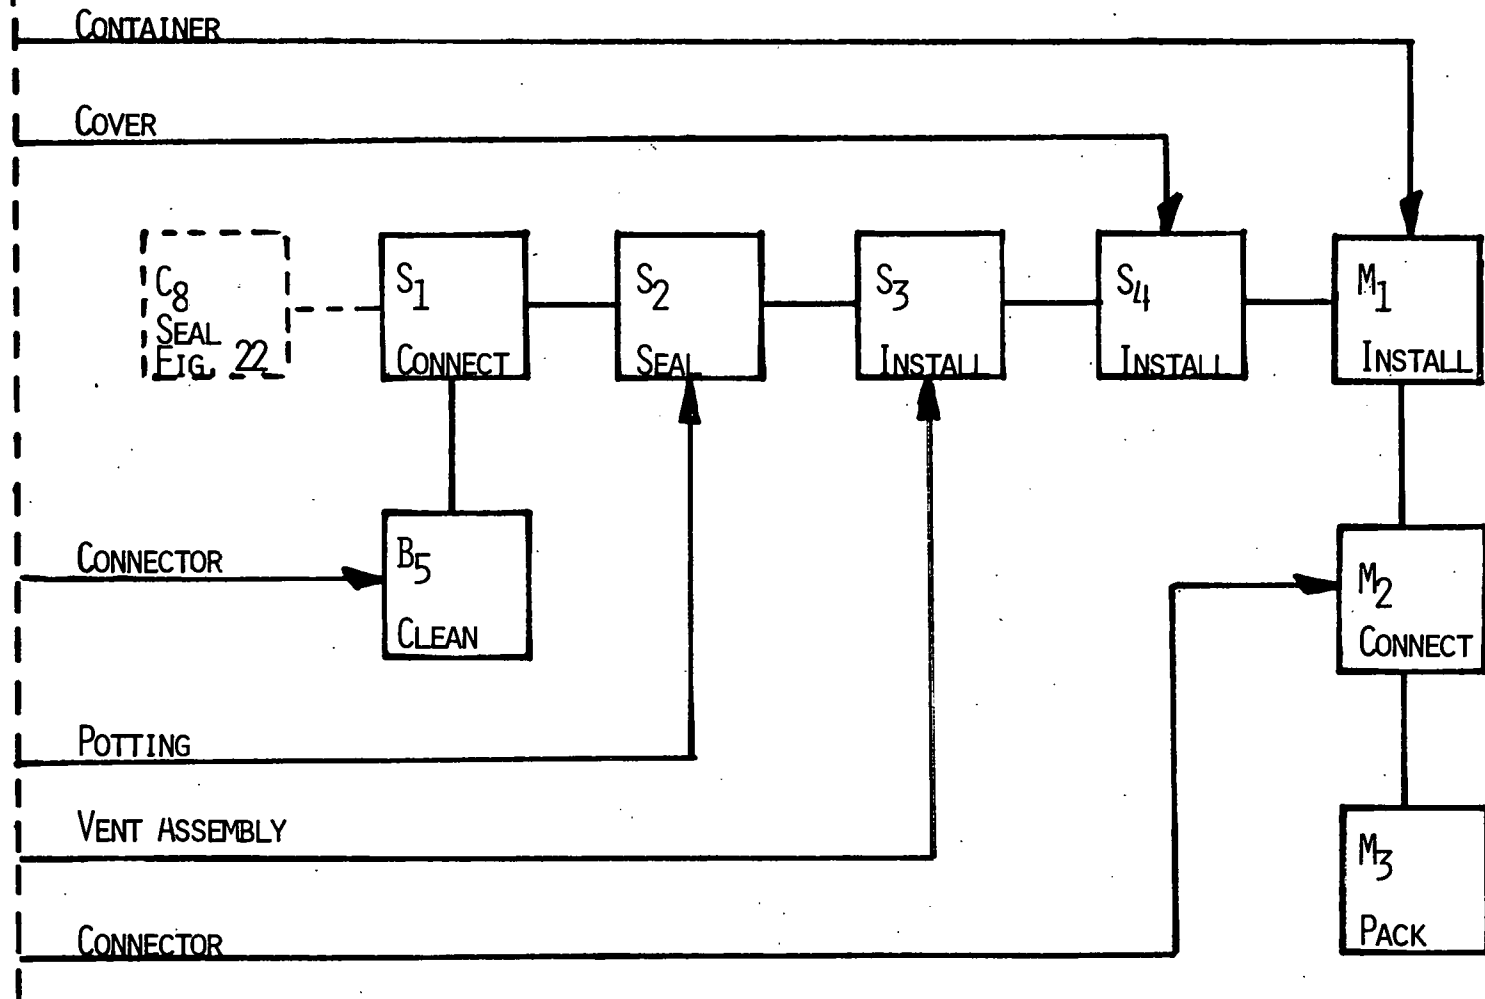 CONTAINER
COVER
C8
SEAL
FIG. 22
S1
CONNECT
S2
SEAL
S3
INSTALL
S4
INSTALL
M1
INSTALL
CONNECTOR
B5
CLEAN
M2
CONNECT
POTTING
VENT ASSEMBLY
M3
PACK
CONNECTOR